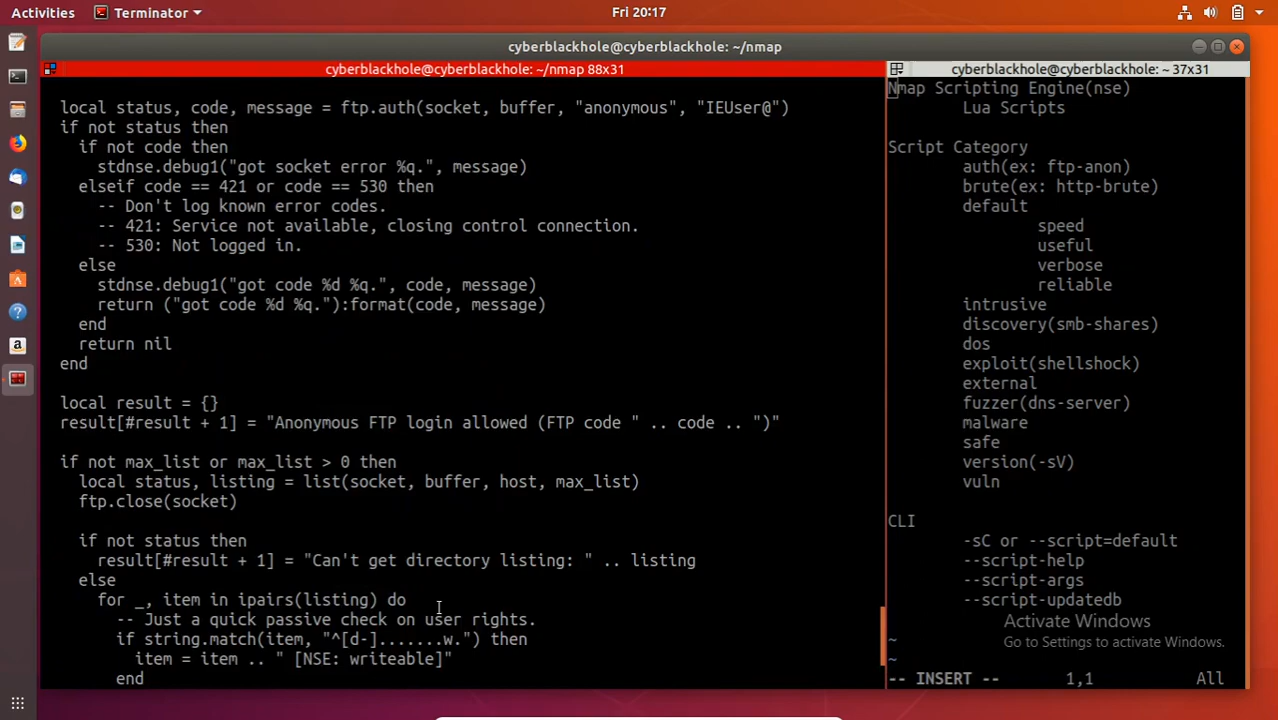 Activities
Terminator
Fri 20:17
cyberblackhole@cyberblackhole: ~/nmap
cyberblackhole@cyberblackhole: ~/nmap 88x31
local status, code, message = ftp.auth(socket, buffer, "anonymous", "IEUser@")
if not status then
if not code then
stdnse.debug1("got socket error %q.", message)
elseif code == 421 or code == 530 then
-- Don't log known error codes.
-- 421: Service not available, closing control connection.
-- 530: Not logged in.
else
stdnse.debug1("got code %d %q.", code, message)
return ("got code %d %q."):format(code, message)
end
return nil
end
local result = {}
result[#result + 1] = "Anonymous FTP login allowed (FTP code " .. code .. ")"
if not max_list or max_list > 0 then
local status, listing = list(socket, buffer, host, max_list)
ftp.close(socket)
if not status then
result[#result + 1] = "Can't get directory listing: " .. listing
else
for _, item in ipairs(listing) do
-- Just a quick passive check on user rights.
if string.match(item, "^[d-].......w.") then
item = item .. " [NSE: writeable]"
end
cyberblackhole@cyberblackhole: ~ 37x31
Nmap Scripting Engine(nse)
Lua Scripts
Script Category
auth(ex: ftp-anon)
brute(ex: http-brute)
default
speed
useful
verbose
reliable
intrusive
discovery(smb-shares)
dos
exploit(shellshock)
external
fuzzer(dns-server)
malware
safe
version(-sV)
vuln
CLI
-sC or --script=default
--script-help
--script-args
--script-updatedb
Activate Windows
Go to Settings to activate Windows.
~
~
-- INSERT -- 1,1 All